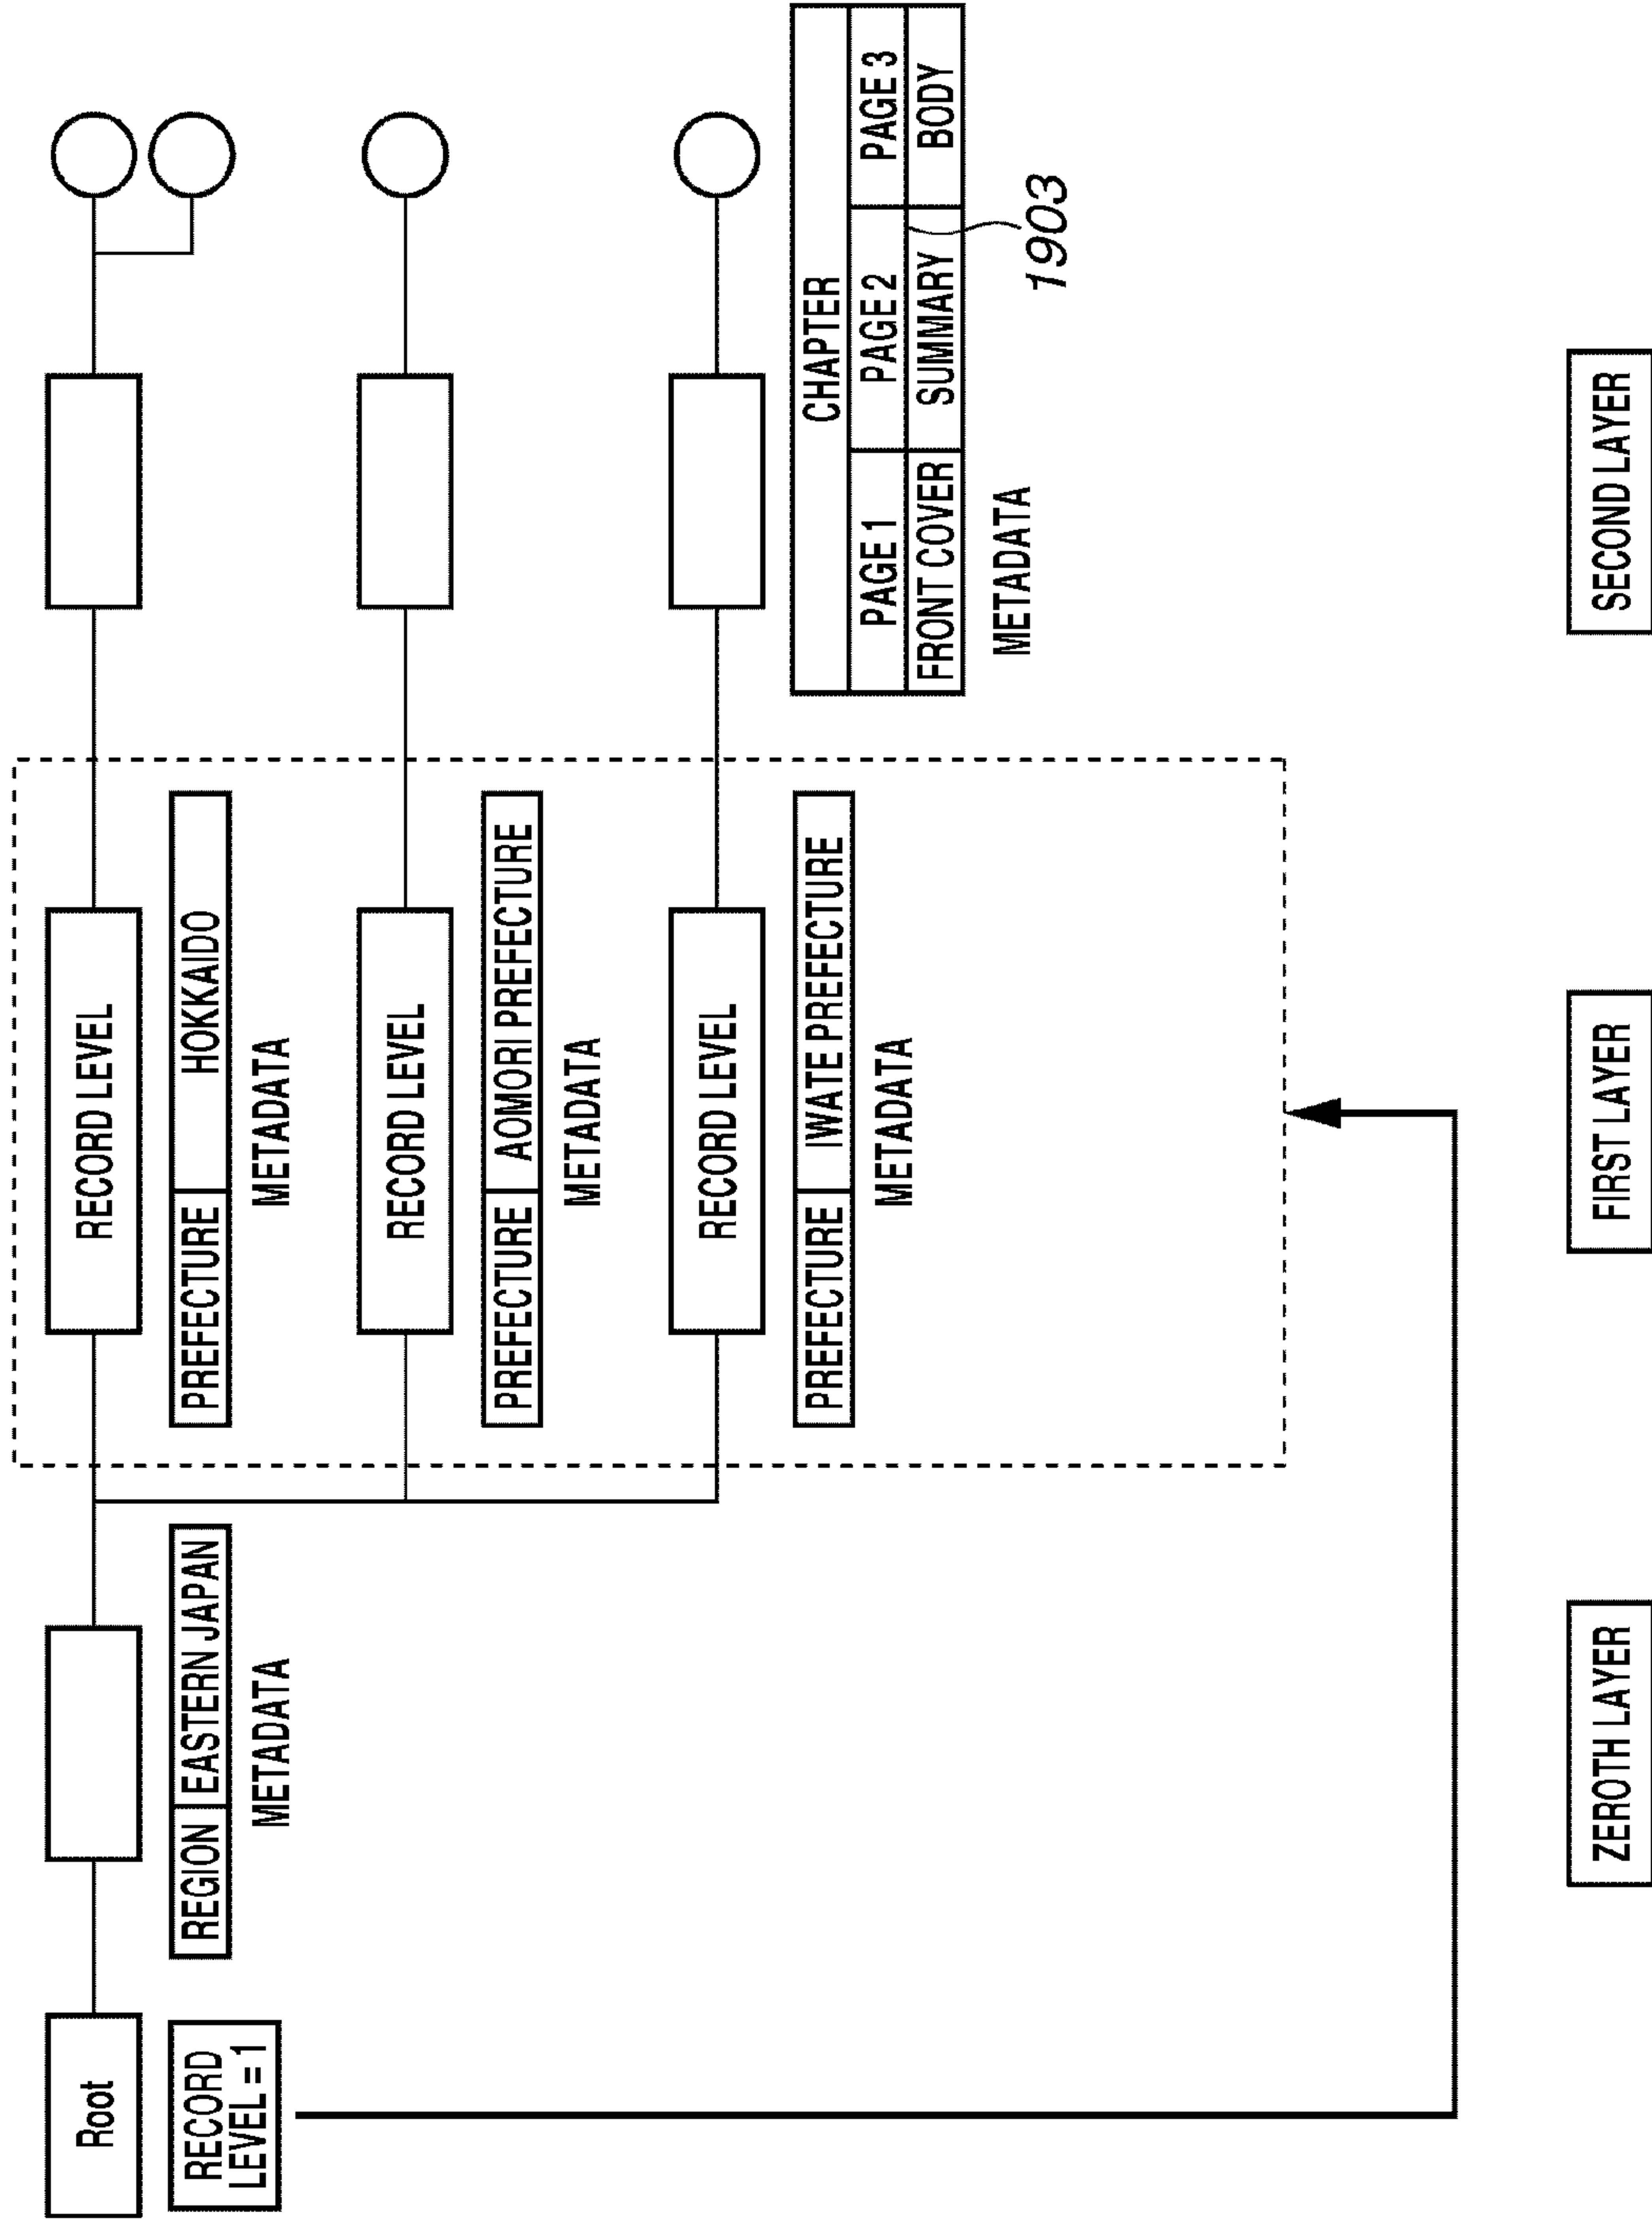 Root
RECORD
LEVEL = 1
REGION EASTERN JAPAN
METADATA
RECORD LEVEL
PREFECTURE HOKKAIDO
METADATA
RECORD LEVEL
PREFECTURE AOMORI PREFECTURE
METADATA
RECORD LEVEL
PREFECTURE IWATE PREFECTURE
METADATA
CHAPTER
PAGE 1 PAGE 2 PAGE 3
FRONT COVER SUMMARY BODY
METADATA
1903
ZEROTH LAYER
FIRST LAYER
SECOND LAYER